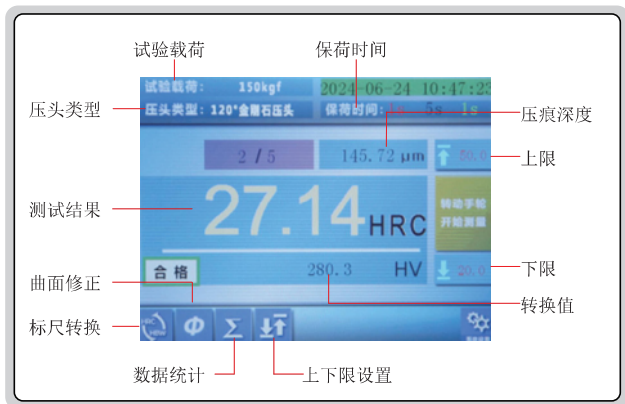 试验载荷
保荷时间
试验载荷: 150kgf
2024-06-24 10:47:23
压头类型
压头类型: 120°金刚石压头
保荷时间: 1s 5s 1s
压痕深度
2 / 5
145.72 μm
50.0
上限
测试结果
27.14 HRC
转动手轮
开始测量
合格
280.3 HV
20.0
下限
曲面修正
转换值
标尺转换
Φ
Σ
数据统计
上下限设置